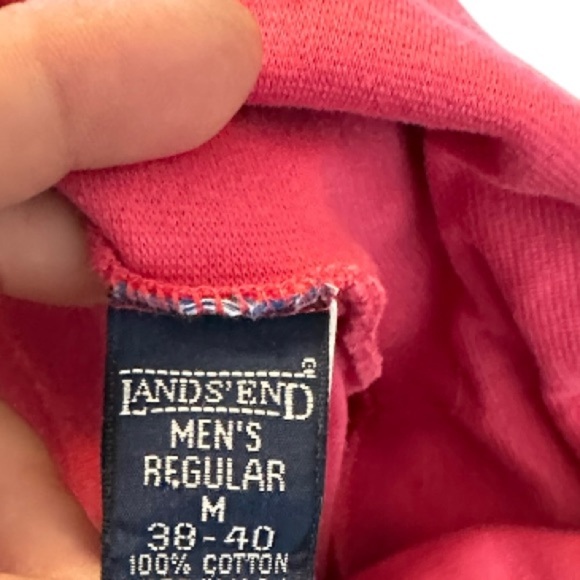 LANDS' END®
MEN'S
REGULAR
M
38-40
100% COTTON